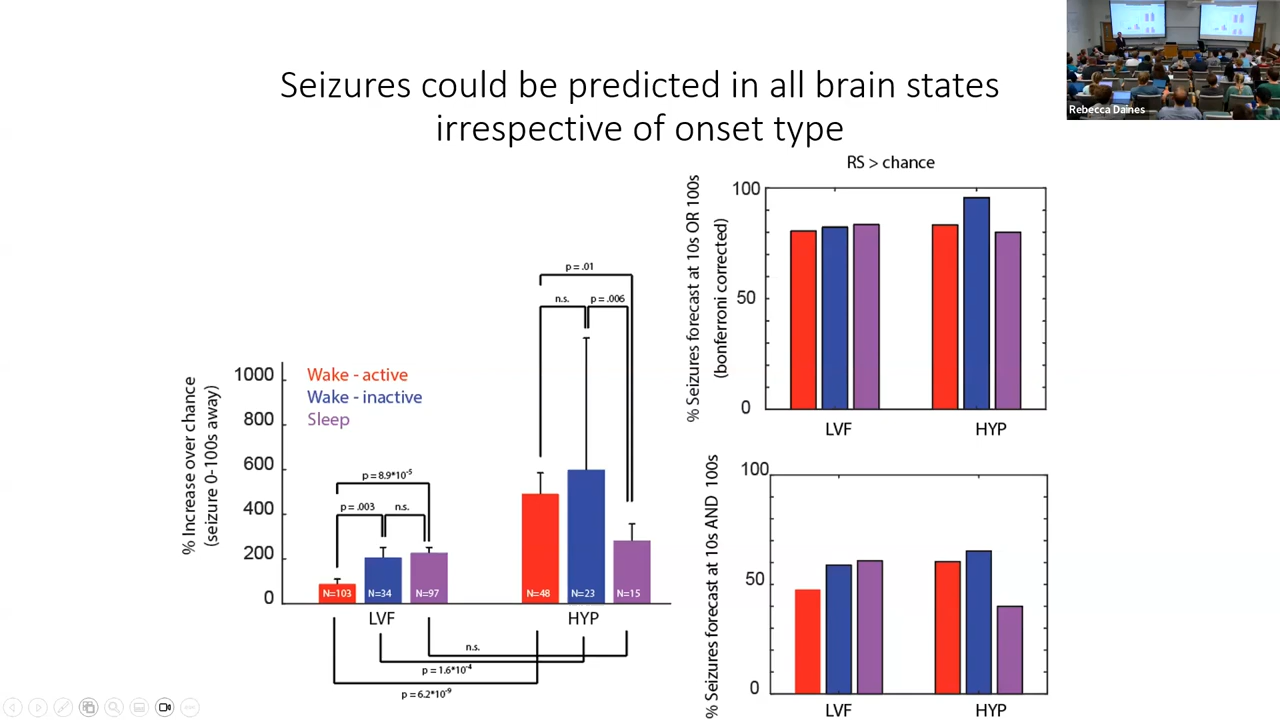 Rebecca Daines
Seizures could be predicted in all brain states
irrespective of onset type
% Increase over chance
(seizure 0-100s away)
1000
800
600
400
200
0
Wake - active
Wake - inactive
Sleep
p = 8.9*10-5
p = .003
n.s.
N=103
N=34
N=97
LVF
p = .01
n.s.
p = .006
N=48
N=23
N=15
HYP
n.s.
p = 1.6*10-4
p = 6.2*10-9
RS > chance
% Seizures forecast at 10s OR 100s
(bonferroni corrected)
100
50
0
LVF
HYP
% Seizures forecast at 10s AND 100s
100
50
0
LVF
HYP